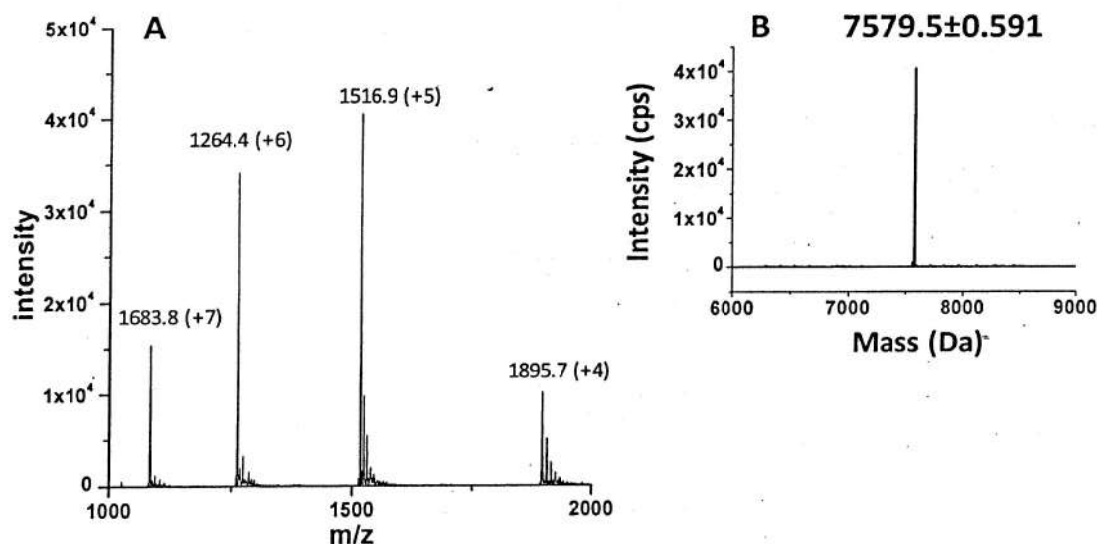 A
5x10⁴
4x10⁴
3x10⁴
2x10⁴
1x10⁴
0
intensity
1683.8 (+7)
1264.4 (+6)
1516.9 (+5)
1895.7 (+4)
1000
1500
2000
m/z
B
7579.5±0.591
4x10⁴
3x10⁴
2x10⁴
1x10⁴
0
Intensity (cps)
6000
7000
8000
9000
Mass (Da)